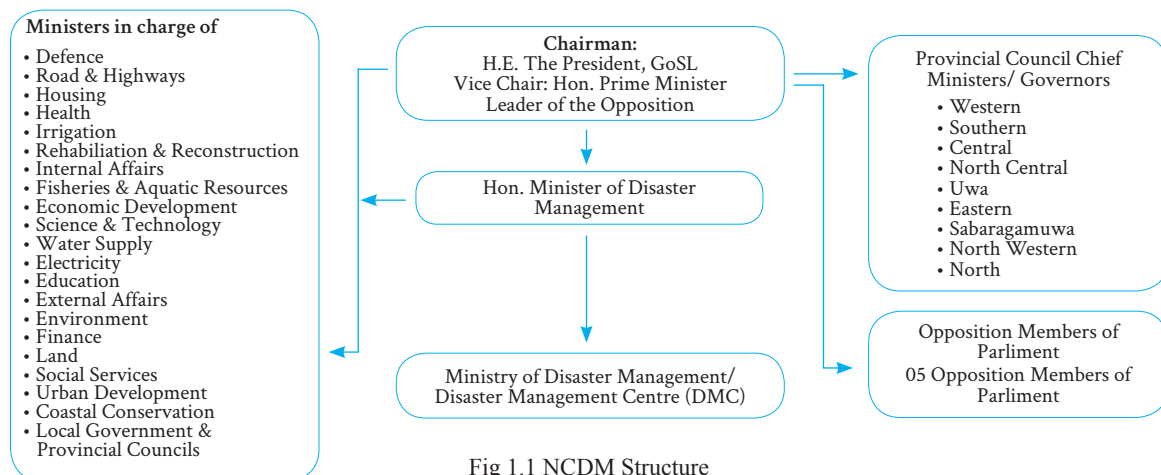 Ministers in charge of
• Defence
• Road & Highways
• Housing
• Health
• Irrigation
• Rehabiliation & Reconstruction
• Internal Affairs
• Fisheries & Aquatic Resources
• Economic Development
• Science & Technology
• Water Supply
• Electricity
• Education
• External Affairs
• Environment
• Finance
• Land
• Social Services
• Urban Development
• Coastal Conservation
• Local Government &
Provincial Councils
Chairman:
H.E. The President, GoSL
Vice Chair: Hon. Prime Minister
Leader of the Opposition
Hon. Minister of Disaster
Management
Ministry of Disaster Management/
Disaster Management Centre (DMC)
Provincial Council Chief
Ministers/ Governors
• Western
• Southern
• Central
• North Central
• Uwa
• Eastern
• Sabaragamuwa
• North Western
• North
Opposition Members of
Parliment
05 Opposition Members of
Parliment
Fig 1.1 NCDM Structure